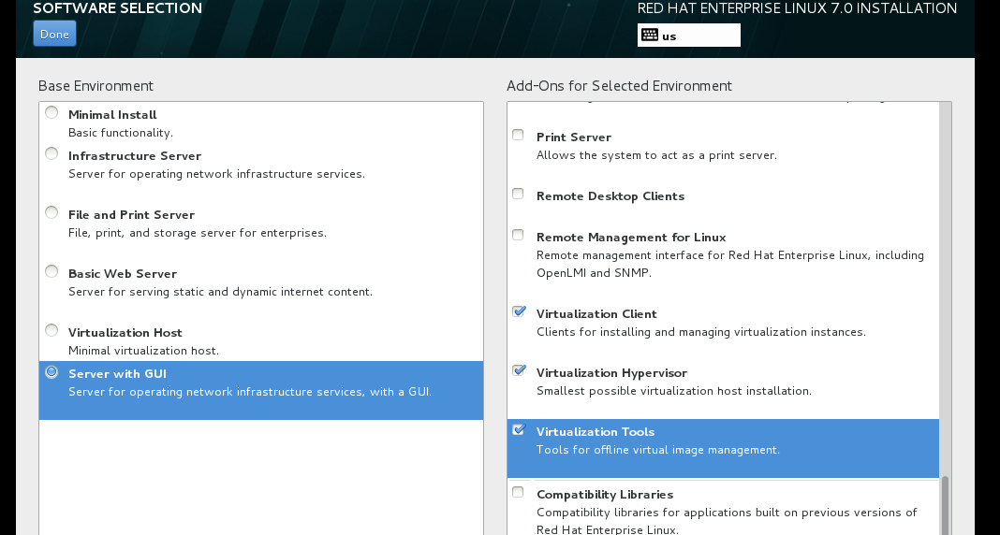 SOFTWARE SELECTION
RED HAT ENTERPRISE LINUX 7.0 INSTALLATION
Done
us
Base Environment
Minimal Install
Basic functionality.
Infrastructure Server
Server for operating network infrastructure services.
File and Print Server
File, print, and storage server for enterprises.
Basic Web Server
Server for serving static and dynamic internet content.
Virtualization Host
Minimal virtualization host.
Server with GUI
Server for operating network infrastructure services, with a GUI.
Add-Ons for Selected Environment
Print Server
Allows the system to act as a print server.
Remote Desktop Clients
Remote Management for Linux
Remote management interface for Red Hat Enterprise Linux, including
OpenLMI and SNMP.
Virtualization Client
Clients for installing and managing virtualization instances.
Virtualization Hypervisor
Smallest possible virtualization host installation.
Virtualization Tools
Tools for offline virtual image management.
Compatibility Libraries
Compatibility libraries for applications built on previous versions of
Red Hat Enterprise Linux.